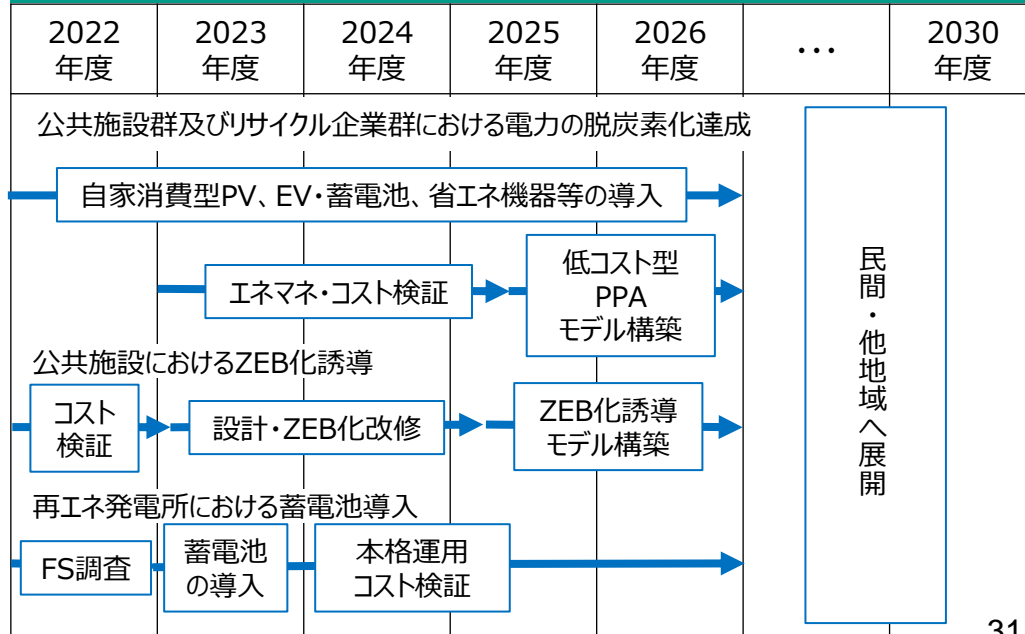 2022
年度
2023
年度
2024
年度
2025
年度
2026
年度
・・・
2030
年度
公共施設群及びリサイクル企業群における電力の脱炭素化達成
自家消費型PV、EV・蓄電池、省エネ機器等の導入
エネマネ・コスト検証
低コスト型
PPA
モデル構築
公共施設におけるZEB化誘導
コスト
検証
設計・ZEB化改修
ZEB化誘導
モデル構築
再エネ発電所における蓄電池導入
FS調査
蓄電池
の導入
本格運用
コスト検証
民間・他地域へ展開
31